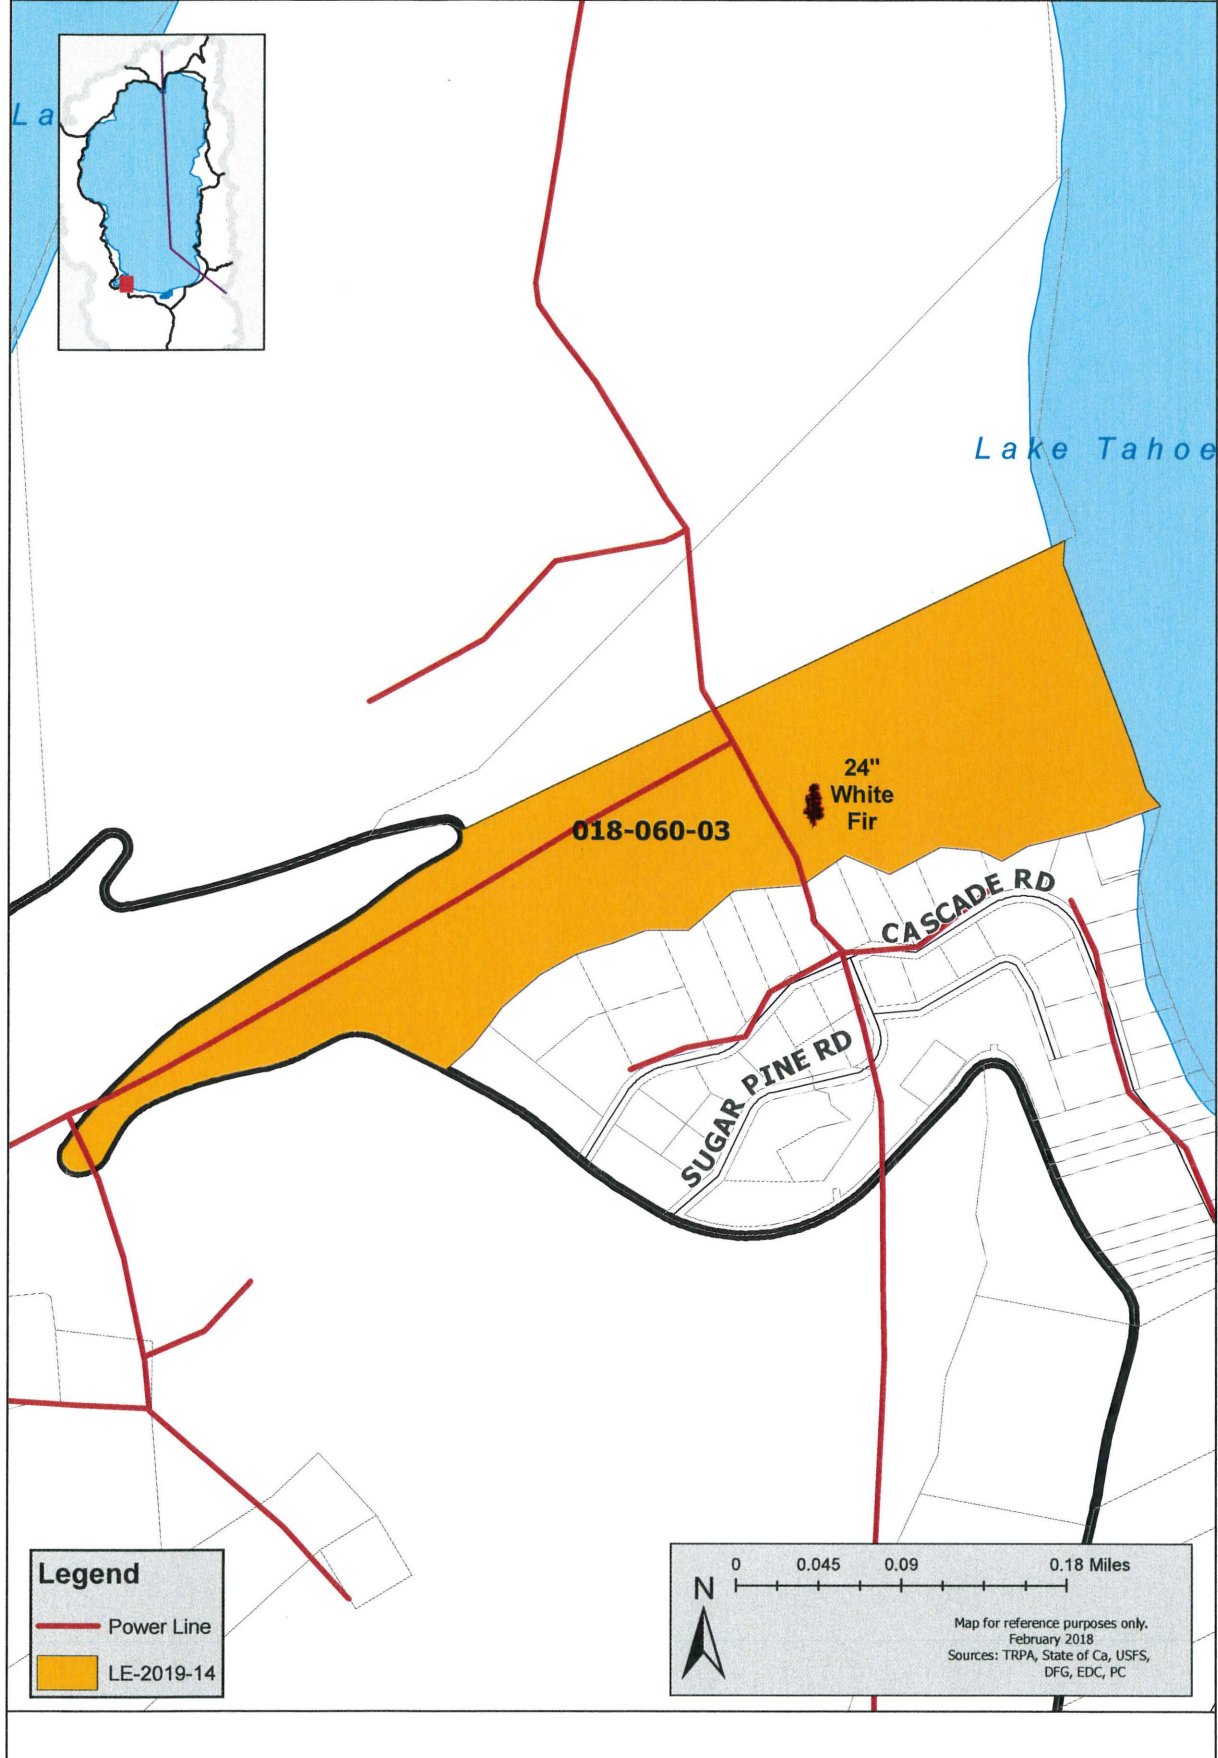 La
Lake Tahoe
24"
White
Fir
018-060-03
CASCADE RD
SUGAR PINE RD
Legend
Power Line
LE-2019-14
0 0.045 0.09 0.18 Miles
N
Map for reference purposes only.
February 2018
Sources: TRPA, State of Ca, USFS,
DFG, EDC, PC